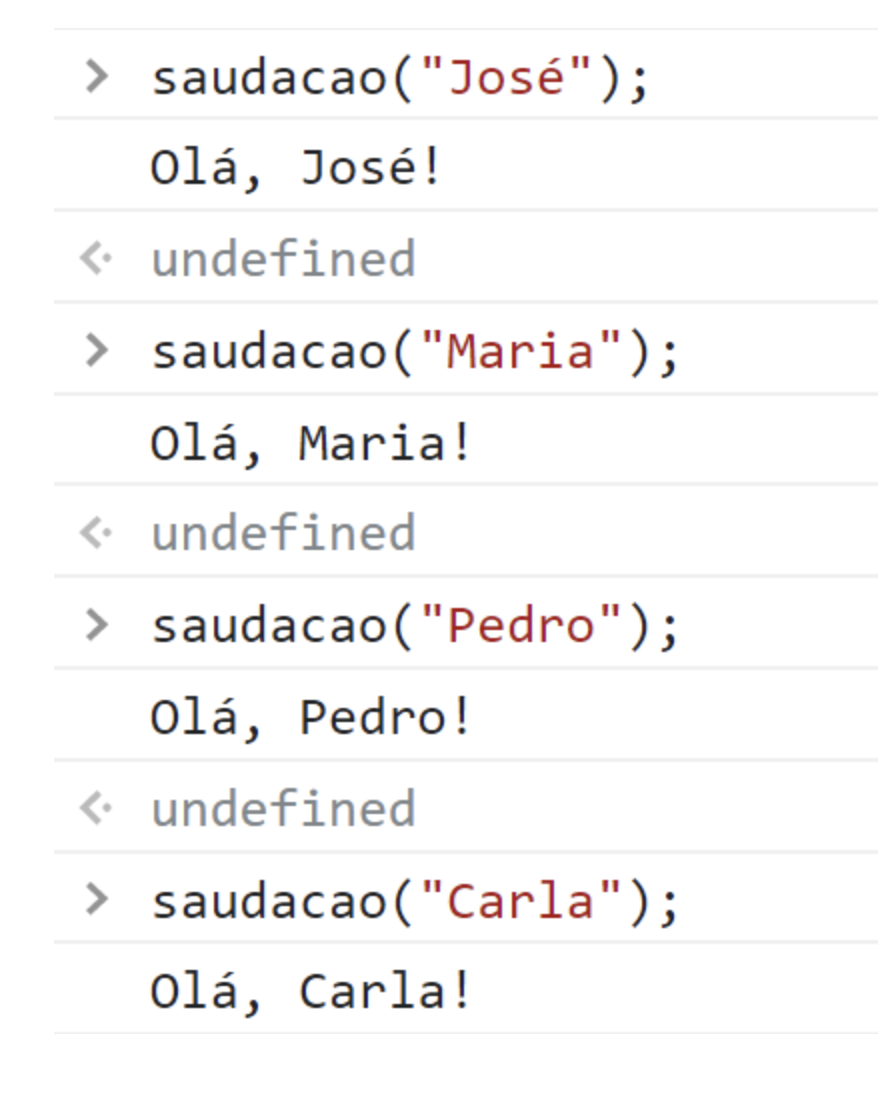 > saudacao("José");
Olá, José!
<· undefined
> saudacao("Maria");
Olá, Maria!
<· undefined
> saudacao("Pedro");
Olá, Pedro!
<· undefined
> saudacao("Carla");
Olá, Carla!